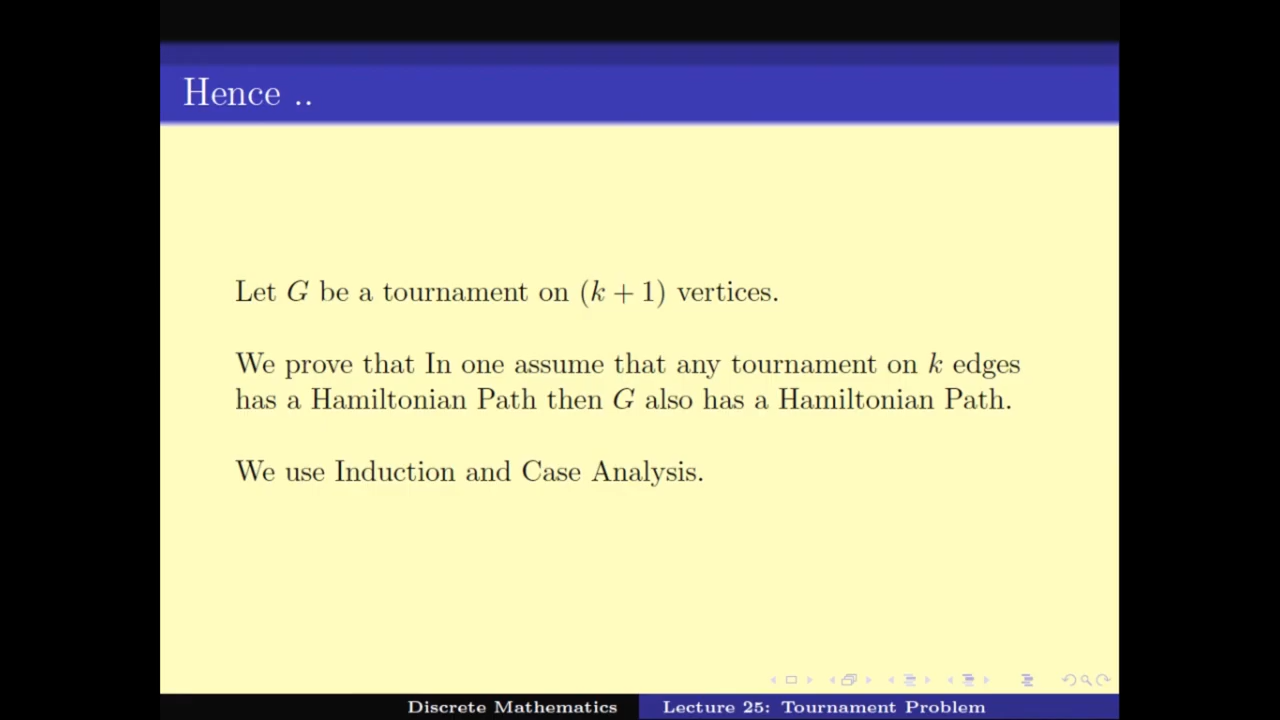 Hence ..
Let G be a tournament on (k + 1) vertices.
We prove that In one assume that any tournament on k edges
has a Hamiltonian Path then G also has a Hamiltonian Path.
We use Induction and Case Analysis.
Discrete Mathematics
Lecture 25: Tournament Problem